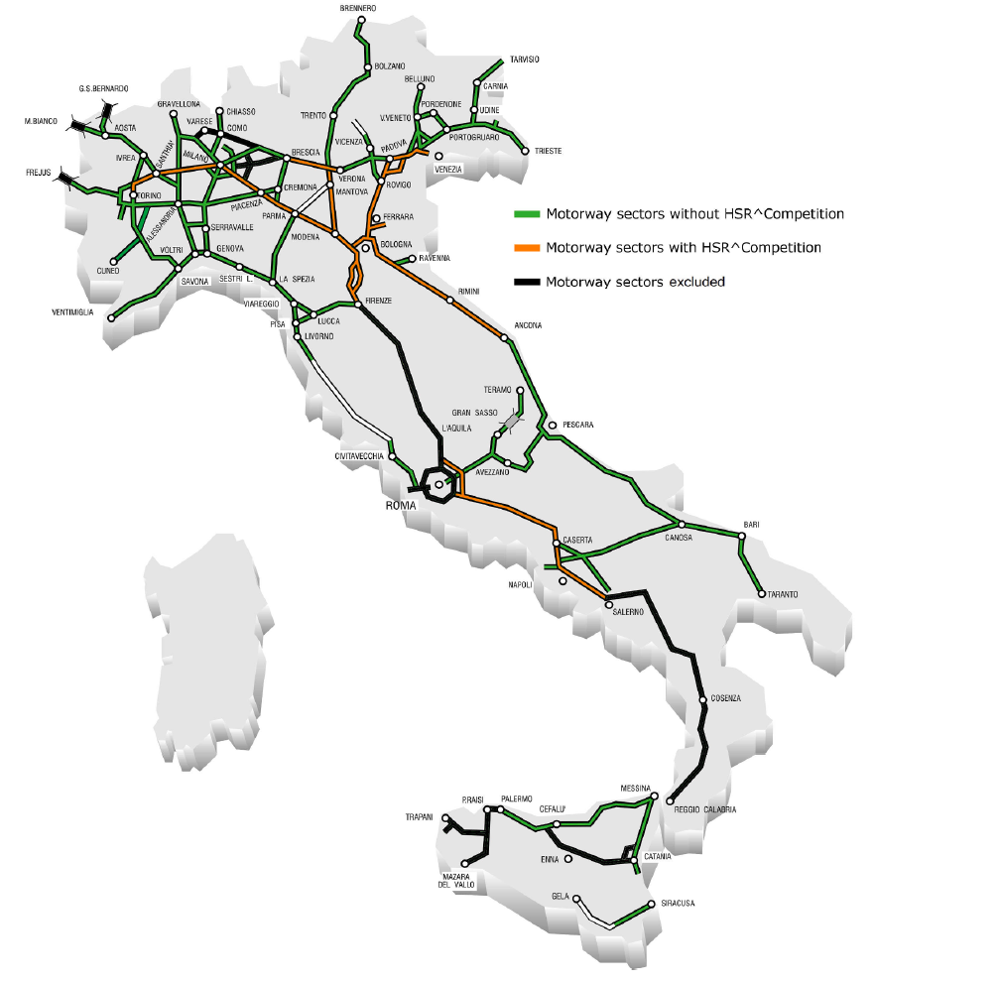 BRENNERO
TARVISIO
BOLZANO
G.S.BERNARDO
BELLUNO
CARNIA
GRAVELLONA
CHIASSO
PORDENONE
UDINE
M.BIANCO
AOSTA
VARESE
COMO
TRENTO
V.VENETO
PORTOGRUARO
TRIESTE
IVREA
SANTHIA'
MILANO
BRESCIA
VICENZA
PADOVA
VENEZIA
FREJUS
VERONA
TORINO
CREMONA
MANTOVA
ROVIGO
PIACENZA
PARMA
FERRARA
ALESSANDRIA
SERRAVALLE
MODENA
BOLOGNA
CUNEO
VOLTRI
GENOVA
RAVENNA
SAVONA
SESTRI L.
LA SPEZIA
VENTIMIGLIA
VIAREGGIO
FIRENZE
RIMINI
PISA
LUCCA
LIVORNO
ANCONA
Motorway sectors without HSR^Competition
Motorway sectors with HSR^Competition
Motorway sectors excluded
TERAMO
GRAN SASSO
L'AQUILA
PESCARA
CIVITAVECCHIA
AVEZZANO
ROMA
CASERTA
CANOSA
BARI
NAPOLI
SALERNO
TARANTO
COSENZA
MESSINA
REGGIO CALABRIA
TRAPANI
P.RAISI
PALERMO
CEFALU'
ENNA
CATANIA
MAZARA
DEL VALLO
GELA
SIRACUSA